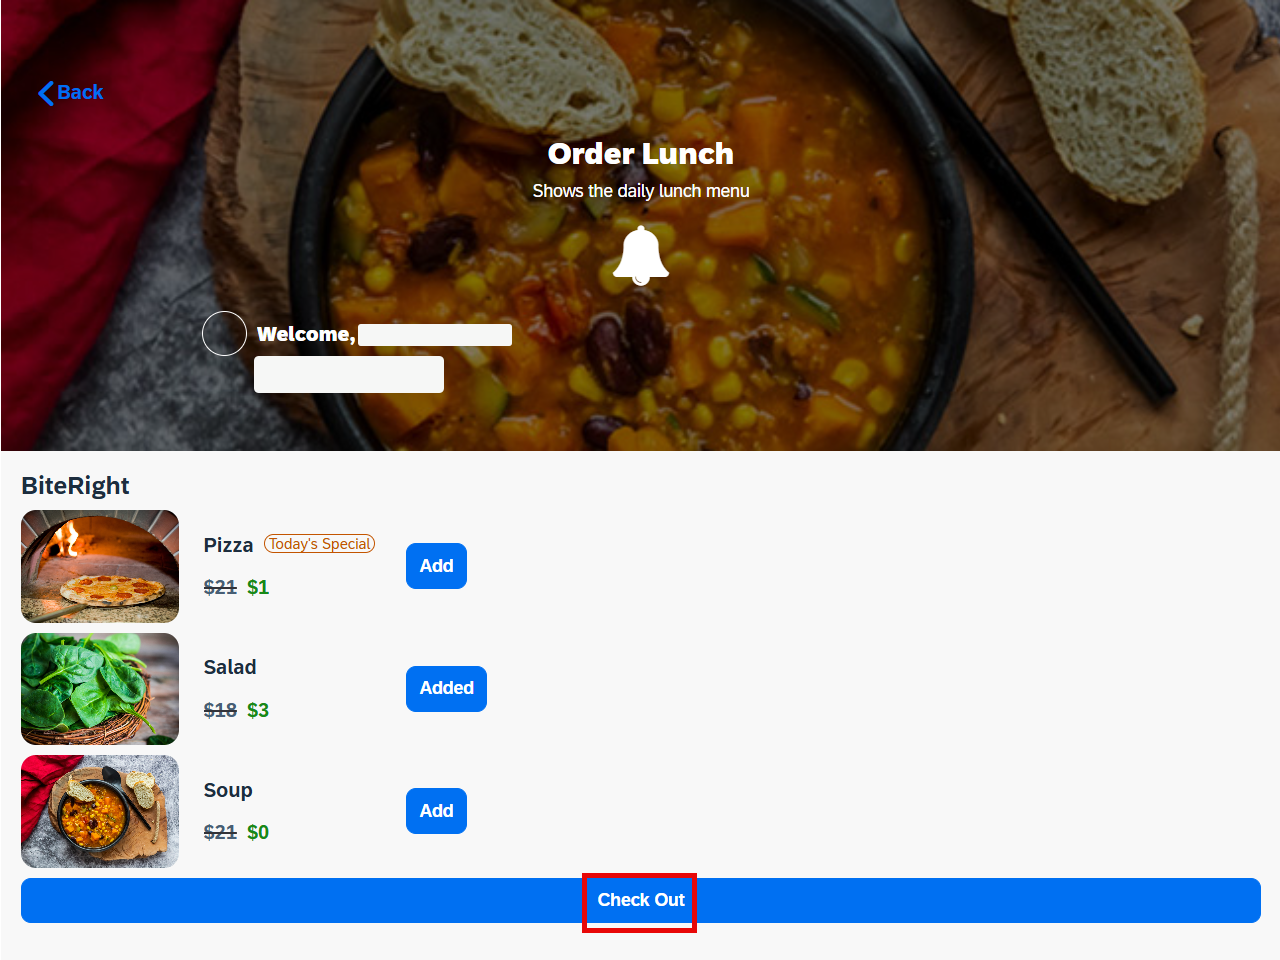 Back
Order Lunch
Shows the daily lunch menu
Welcome,
BiteRight
Pizza Today's Special
$21 $1
Add
Salad
$18 $3
Added
Soup
$21 $0
Add
Check Out